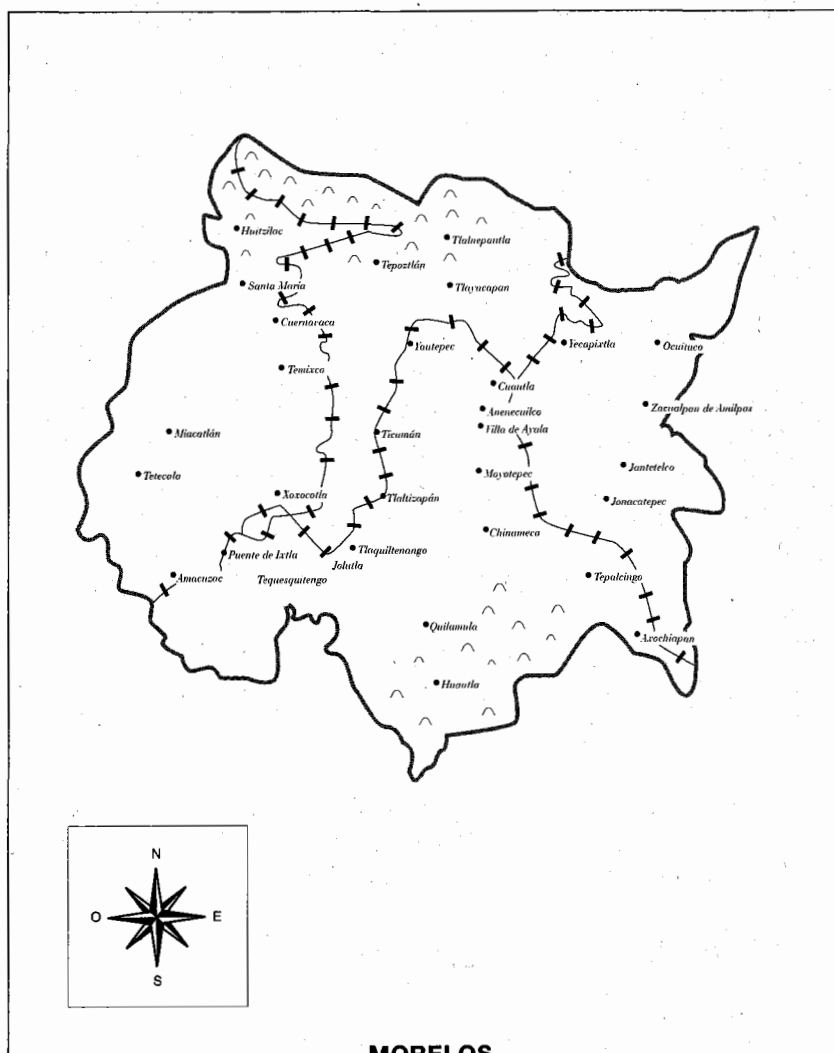 Huitzilac
Tlalnepantla
Tepoztlán
Santa María
Tlayacapan
Cuernavaca
Yautepec
Yecapixtla
Ocuituco
Temixco
Cuautla
Anenecuilco
Zacualpan de Amilpas
Villa de Ayala
Miacatlán
Ticumán
Tetecala
Moyotepec
Jantetelco
Xoxocotla
Tlaltizapán
Jonacatepec
Chinameca
Puente de Ixtla
Tlaquiltenango
Jolutla
Amacuzac
Tequesquitengo
Tepalcingo
Quilamula
Axochiapan
Huautla
N
O
E
S
MORELOS